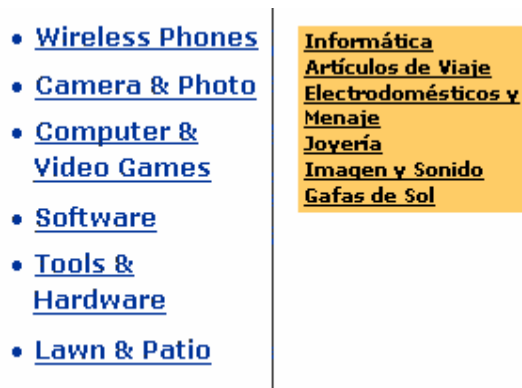 • Wireless Phones
• Camera & Photo
• Computer &
Video Games
• Software
• Tools &
Hardware
• Lawn & Patio
Informática
Artículos de Viaje
Electrodomésticos y
Menaje
Joyería
Imagen y Sonido
Gafas de Sol